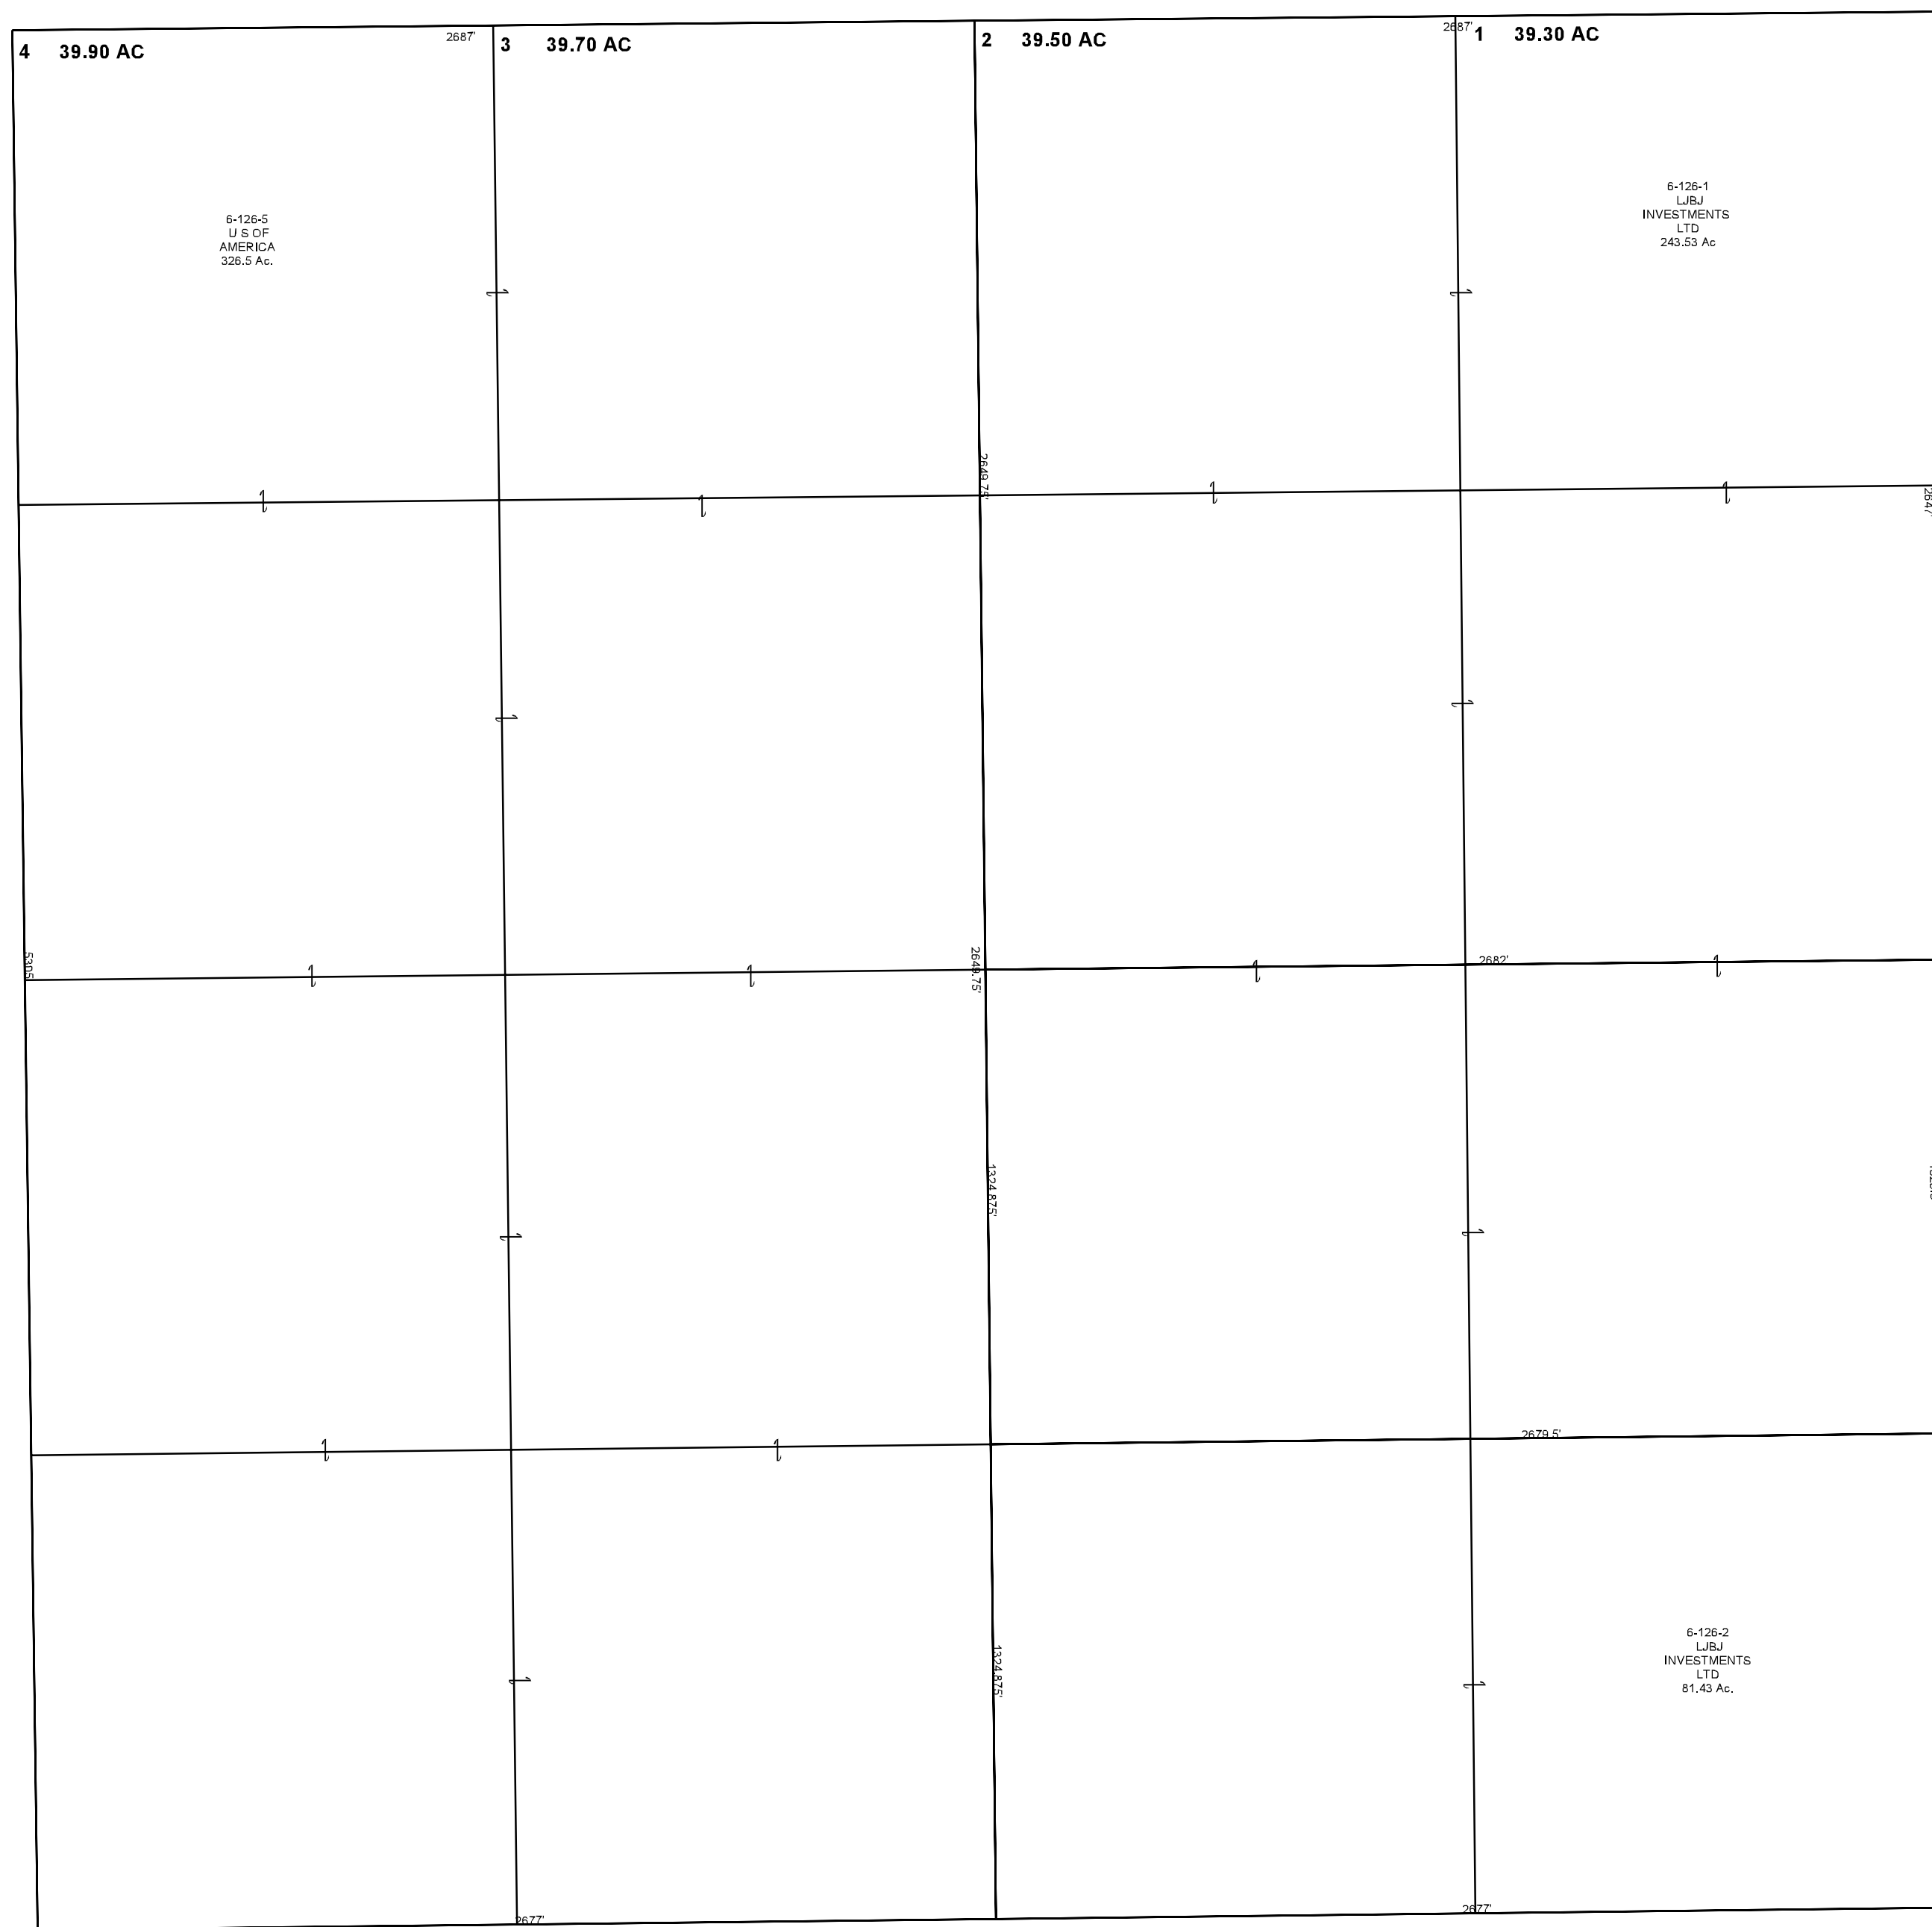 4 39.90 AC
2687'
3 39.70 AC
2 39.50 AC
2687'
1 39.30 AC
6-126-5
U S OF
AMERICA
326.5 Ac.
6-126-1
LJBJ
INVESTMENTS
LTD
243.53 Ac
2649.75'
2647'
5305'
2649.75'
2682'
1324.875'
2679.5'
1324.875'
6-126-2
LJBJ
INVESTMENTS
LTD
81.43 Ac.
2677'
2677'